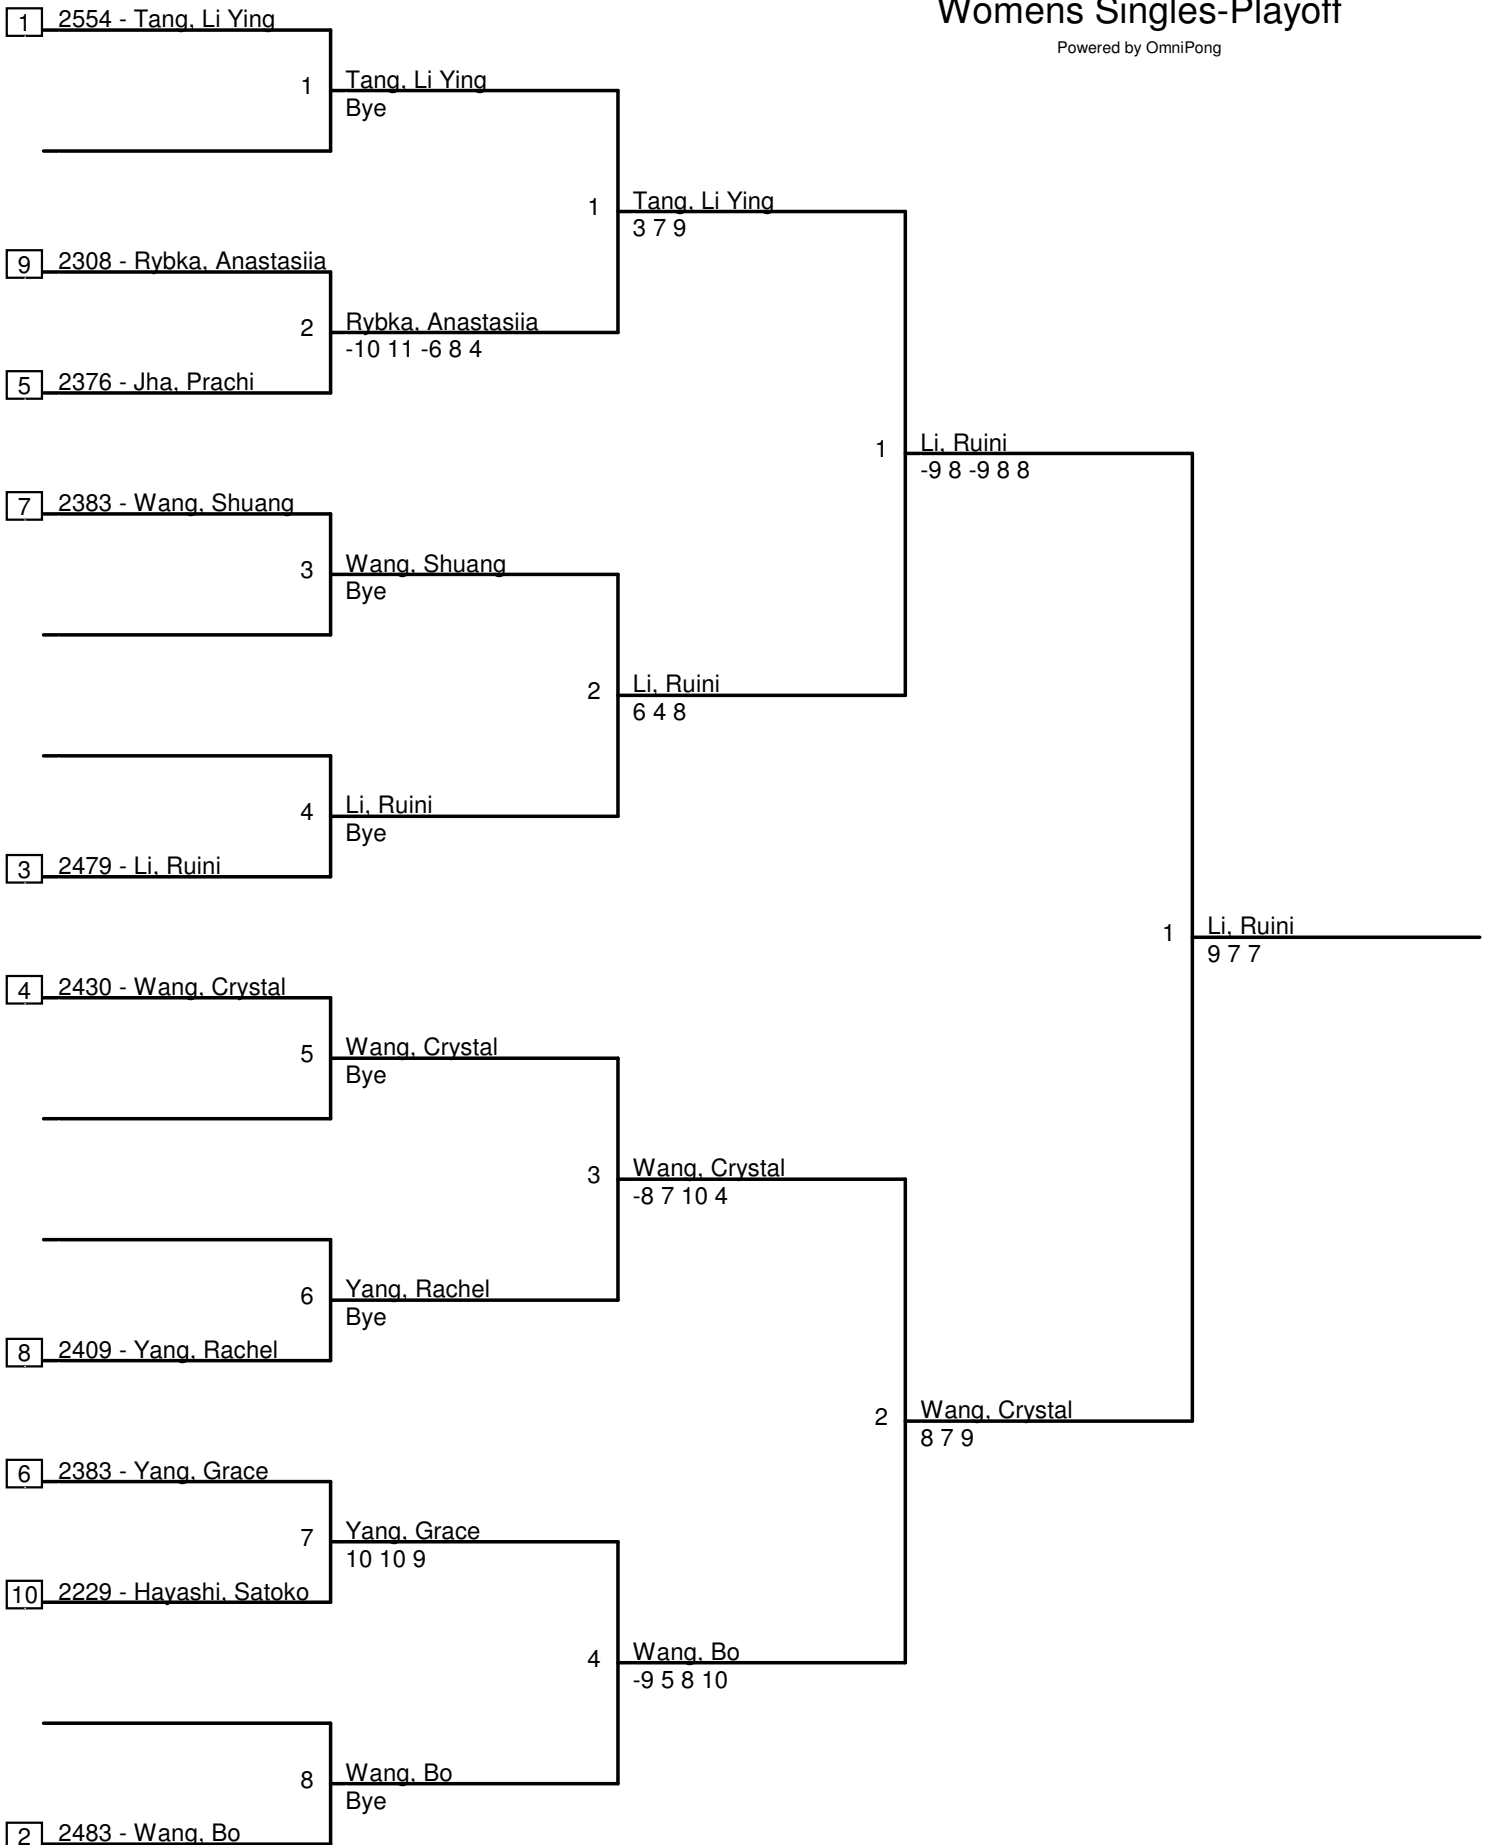 Womens Singles-Playoff
Powered by OmniPong
1 2554 - Tang, Li Ying
1 Tang, Li Ying
Bye
1 Tang, Li Ying
3 7 9
9 2308 - Rybka, Anastasiia
2 Rybka, Anastasiia
-10 11 -6 8 4
5 2376 - Jha, Prachi
1 Li, Ruini
-9 8 -9 8 8
7 2383 - Wang, Shuang
3 Wang, Shuang
Bye
2 Li, Ruini
6 4 8
4 Li, Ruini
Bye
3 2479 - Li, Ruini
1 Li, Ruini
9 7 7
4 2430 - Wang, Crystal
5 Wang, Crystal
Bye
3 Wang, Crystal
-8 7 10 4
6 Yang, Rachel
Bye
8 2409 - Yang, Rachel
2 Wang, Crystal
8 7 9
6 2383 - Yang, Grace
7 Yang, Grace
10 10 9
10 2229 - Hayashi, Satoko
4 Wang, Bo
-9 5 8 10
8 Wang, Bo
Bye
2 2483 - Wang, Bo